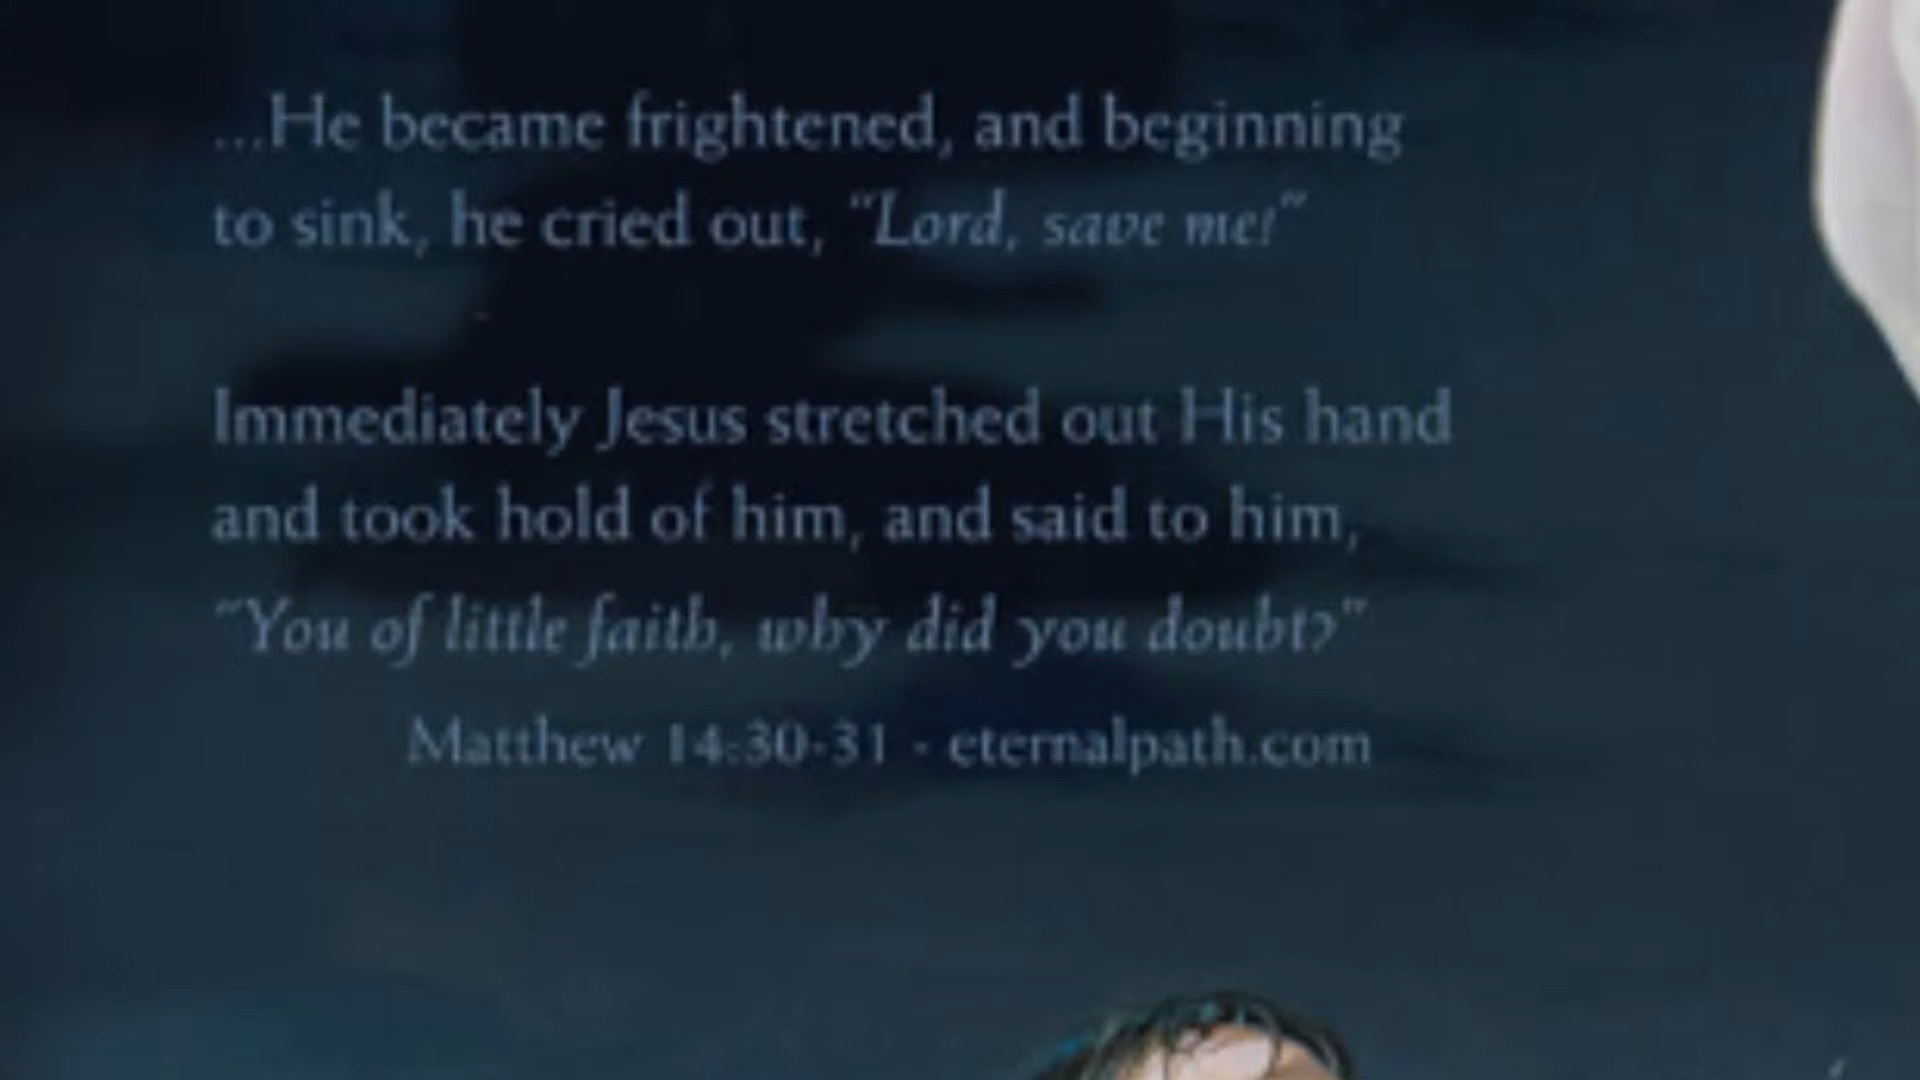 ...He became frightened, and beginning
to sink, he cried out, "Lord, save me!"
Immediately Jesus stretched out His hand
and took hold of him, and said to him,
"You of little faith, why did you doubt?"
Matthew 14:30-31 - eternalpath.com